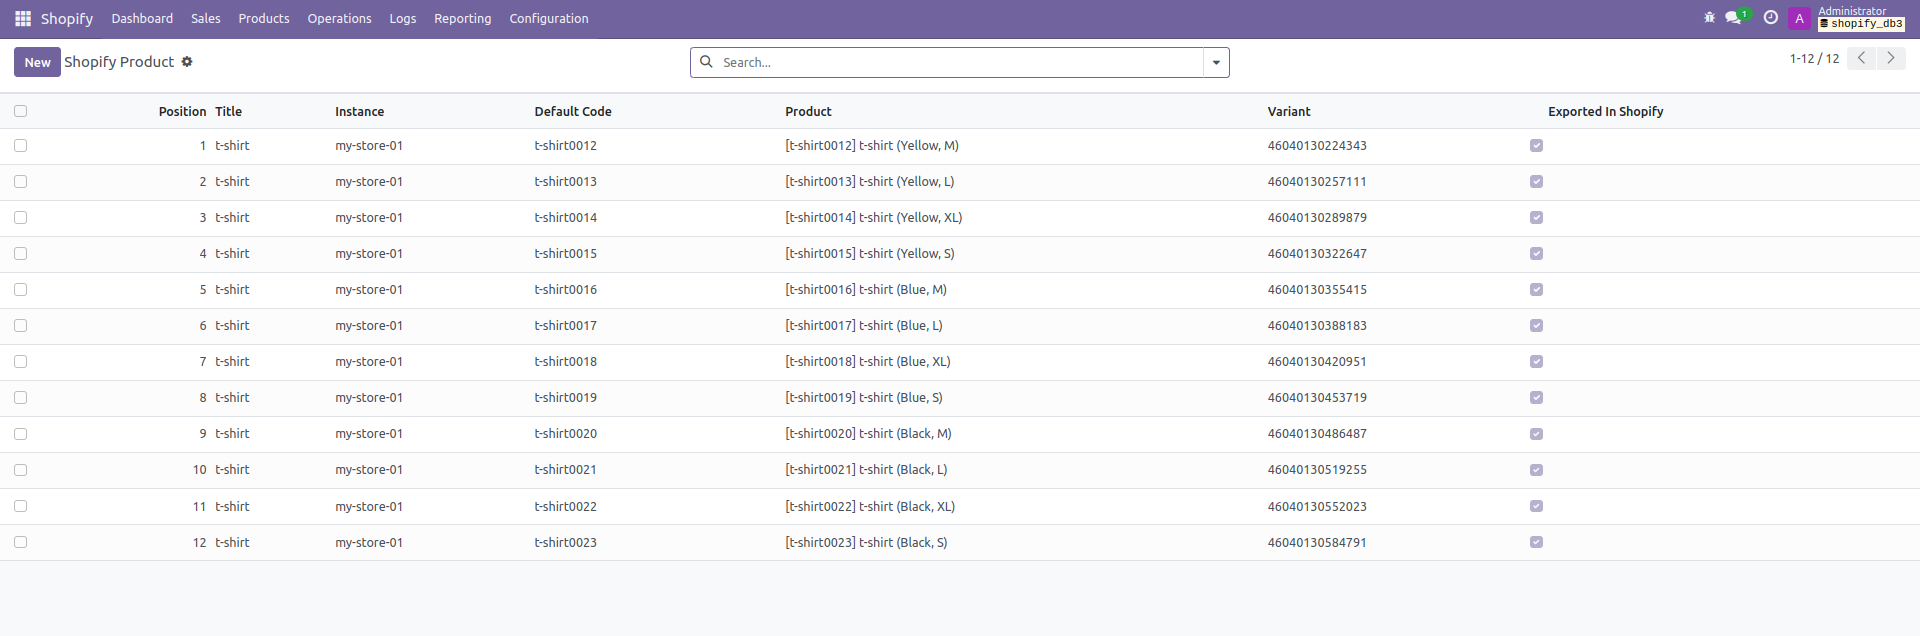 Shopify Dashboard Sales Products Operations Logs Reporting Configuration 1 A Administrator
shopify_db3
New Shopify Product Search... 1-12 / 12
Position Title Instance Default Code Product Variant Exported In Shopify
1 t-shirt my-store-01 t-shirt0012 [t-shirt0012] t-shirt (Yellow, M) 46040130224343
2 t-shirt my-store-01 t-shirt0013 [t-shirt0013] t-shirt (Yellow, L) 46040130257111
3 t-shirt my-store-01 t-shirt0014 [t-shirt0014] t-shirt (Yellow, XL) 46040130289879
4 t-shirt my-store-01 t-shirt0015 [t-shirt0015] t-shirt (Yellow, S) 46040130322647
5 t-shirt my-store-01 t-shirt0016 [t-shirt0016] t-shirt (Blue, M) 46040130355415
6 t-shirt my-store-01 t-shirt0017 [t-shirt0017] t-shirt (Blue, L) 46040130388183
7 t-shirt my-store-01 t-shirt0018 [t-shirt0018] t-shirt (Blue, XL) 46040130420951
8 t-shirt my-store-01 t-shirt0019 [t-shirt0019] t-shirt (Blue, S) 46040130453719
9 t-shirt my-store-01 t-shirt0020 [t-shirt0020] t-shirt (Black, M) 46040130486487
10 t-shirt my-store-01 t-shirt0021 [t-shirt0021] t-shirt (Black, L) 46040130519255
11 t-shirt my-store-01 t-shirt0022 [t-shirt0022] t-shirt (Black, XL) 46040130552023
12 t-shirt my-store-01 t-shirt0023 [t-shirt0023] t-shirt (Black, S) 46040130584791